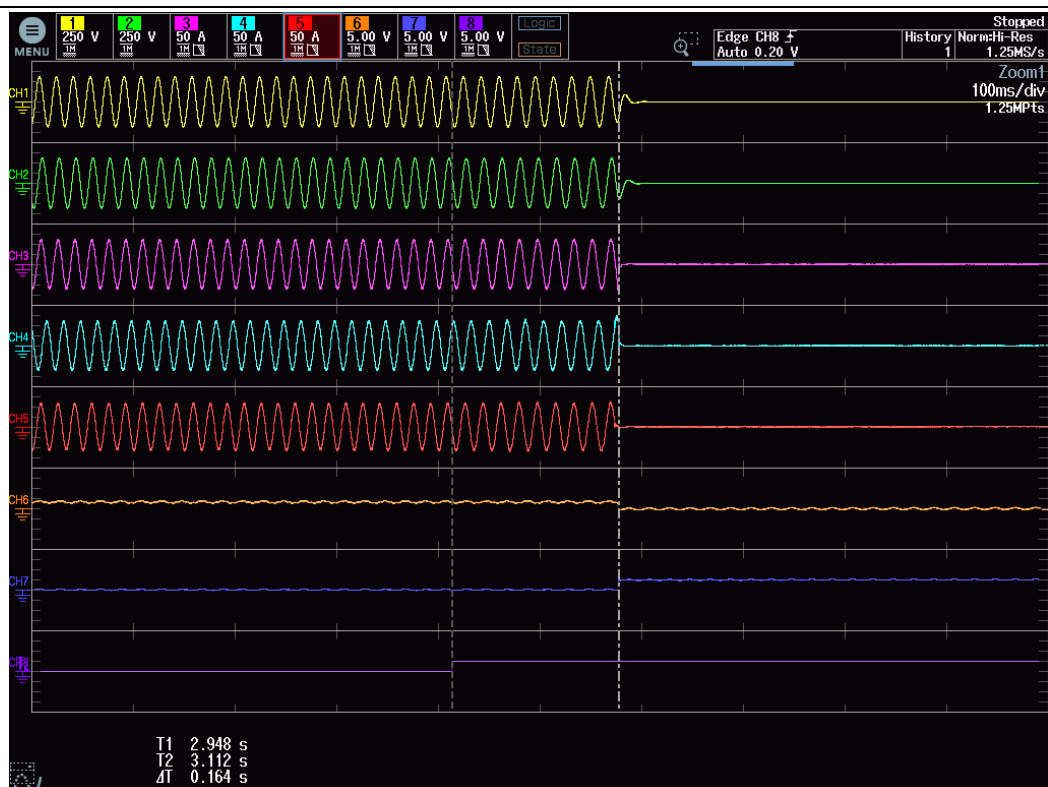 MENU
1 2 3 4 5 6 7 8 Logic Stopped
250 V 250 V 50 A 50 A 50 A 5.00 V 5.00 V 5.00 V Edge CH8 History Norm:Hi-Res
1M 1M 1M 1M 1M 1M 1M 1M State Auto 0.20 V 1 1.25MS/s
Zoom1
100ms/div
1.25MPts
CH1
CH2
CH3
CH4
CH5
CH6
CH7
T1 2.948 s
T2 3.112 s
⊿T 0.164 s